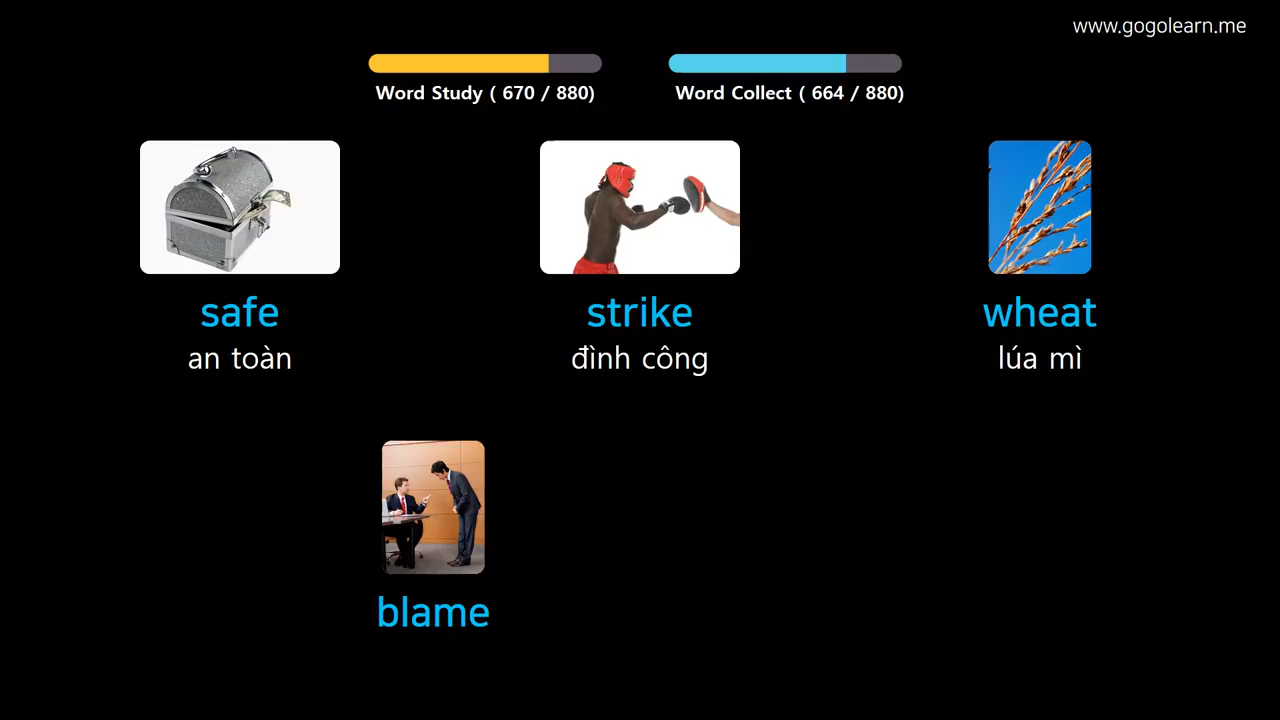 www.gogolearn.me
Word Study ( 670 / 880)
Word Collect ( 664 / 880)
safe
an toàn
strike
đình công
wheat
lúa mì
blame